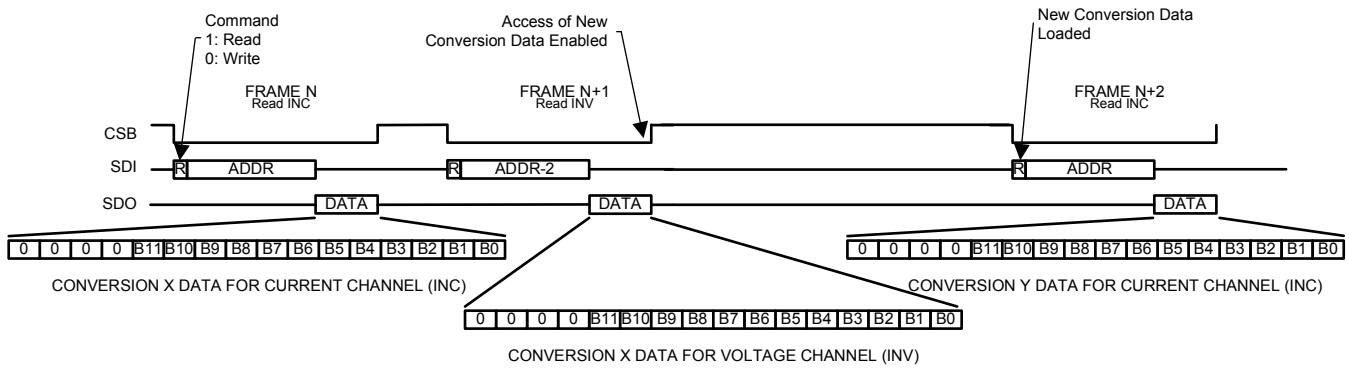 Command
1: Read
0: Write
Access of New
Conversion Data Enabled
New Conversion Data
Loaded
FRAME N
Read INC
FRAME N+1
Read INV
FRAME N+2
Read INC
CSB
SDI
R
ADDR
R
ADDR-2
R
ADDR
SDO
DATA
DATA
DATA
0 0 0 0 B11 B10 B9 B8 B7 B6 B5 B4 B3 B2 B1 B0
0 0 0 0 B11 B10 B9 B8 B7 B6 B5 B4 B3 B2 B1 B0
CONVERSION X DATA FOR CURRENT CHANNEL (INC)
CONVERSION Y DATA FOR CURRENT CHANNEL (INC)
0 0 0 0 B11 B10 B9 B8 B7 B6 B5 B4 B3 B2 B1 B0
CONVERSION X DATA FOR VOLTAGE CHANNEL (INV)